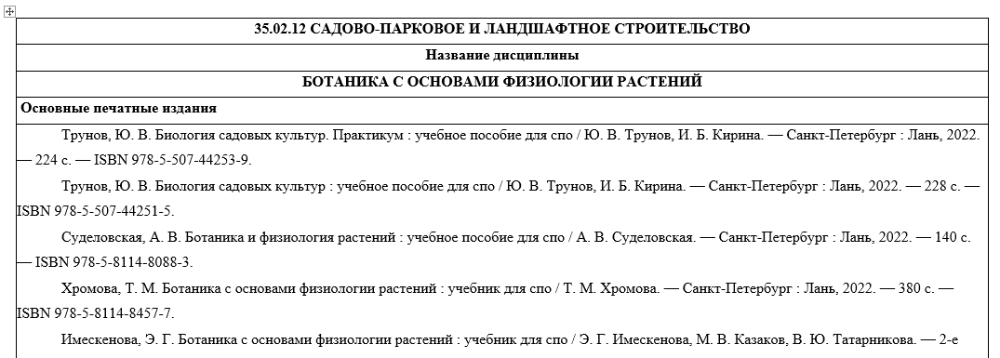 35.02.12 САДОВО-ПАРКОВОЕ И ЛАНДШАФТНОЕ СТРОИТЕЛЬСТВО
Название дисциплины
БОТАНИКА С ОСНОВАМИ ФИЗИОЛОГИИ РАСТЕНИЙ
Основные печатные издания
Трунов, Ю. В. Биология садовых культур. Практикум : учебное пособие для спо / Ю. В. Трунов, И. Б. Кирина. — Санкт-Петербург : Лань, 2022.
— 224 с. — ISBN 978-5-507-44253-9.
Трунов, Ю. В. Биология садовых культур : учебное пособие для спо / Ю. В. Трунов, И. Б. Кирина. — Санкт-Петербург : Лань, 2022. — 228 с. —
ISBN 978-5-507-44251-5.
Суделовская, А. В. Ботаника и физиология растений : учебное пособие для спо / А. В. Суделовская. — Санкт-Петербург : Лань, 2022. — 140 с.
— ISBN 978-5-8114-8088-3.
Хромова, Т. М. Ботаника с основами физиологии растений : учебник для спо / Т. М. Хромова. — Санкт-Петербург : Лань, 2022. — 380 с. —
ISBN 978-5-8114-8457-7.
Имескенова, Э. Г. Ботаника с основами физиологии растений : учебник для спо / Э. Г. Имескенова, М. В. Казаков, В. Ю. Татарникова. — 2-е